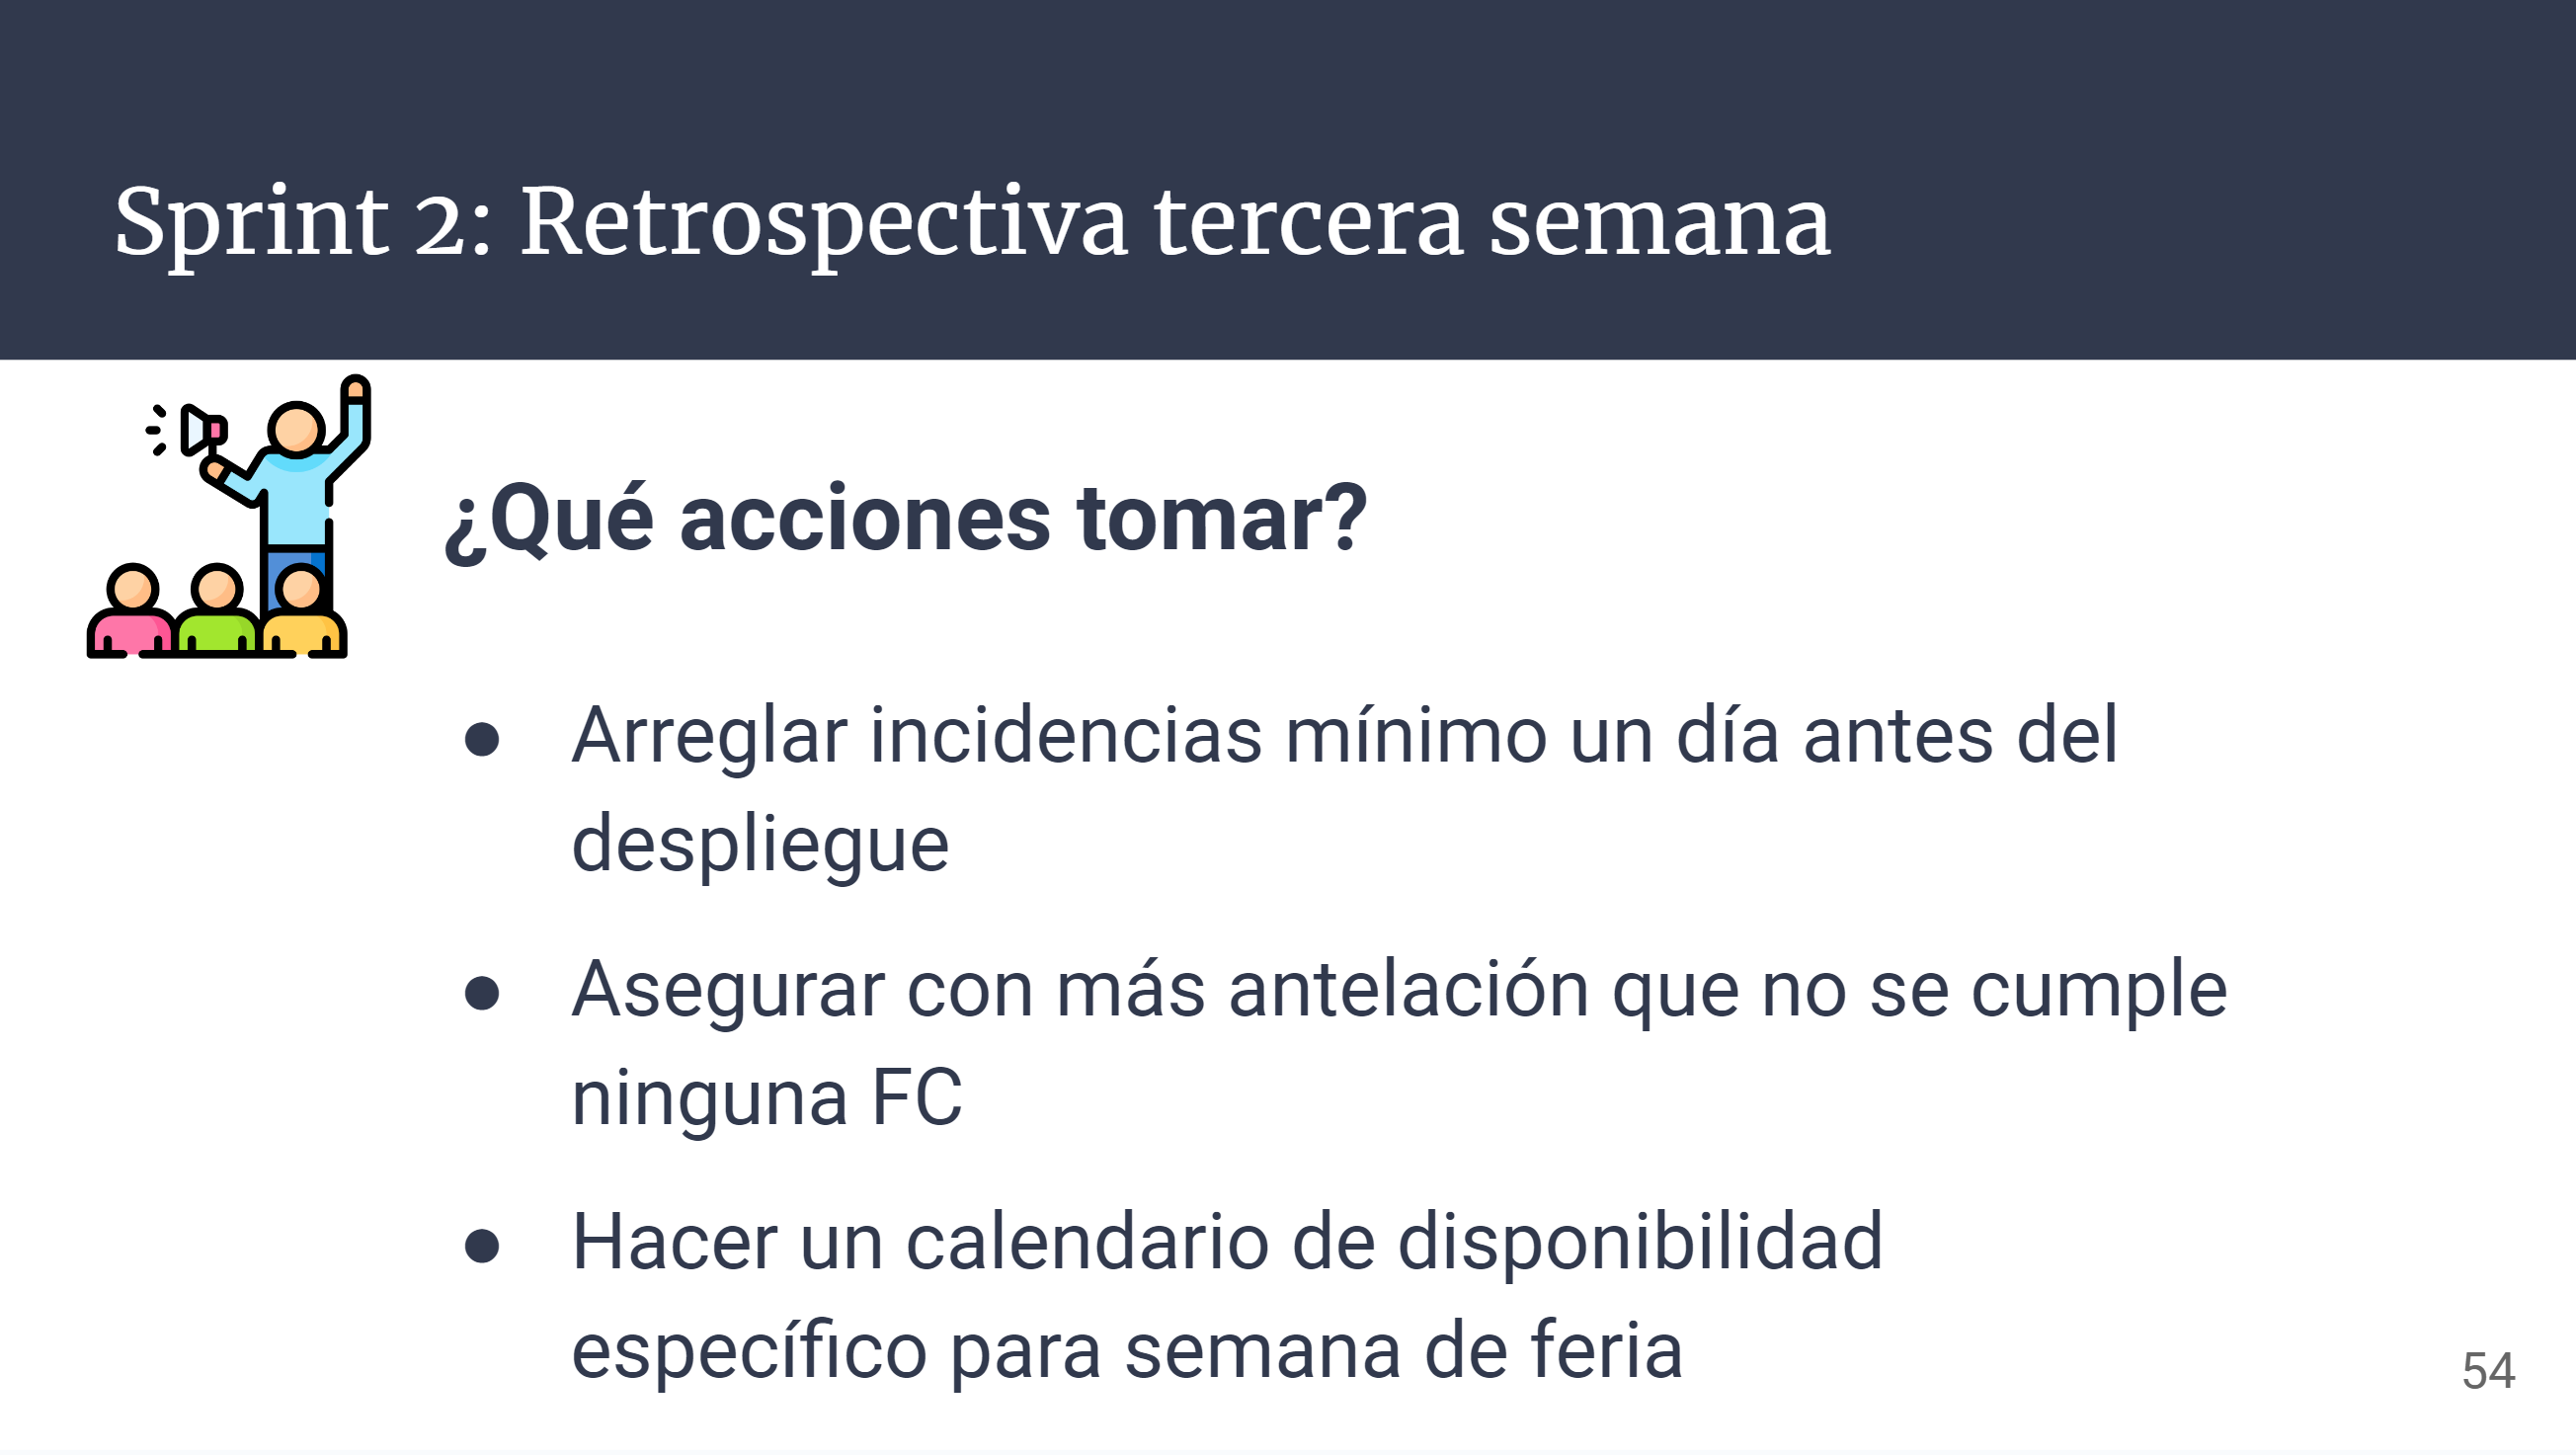 Sprint 2: Retrospectiva tercera semana
¿Qué acciones tomar?
● Arreglar incidencias mínimo un día antes del
despliegue
● Asegurar con más antelación que no se cumple
ninguna FC
● Hacer un calendario de disponibilidad
específico para semana de feria
54